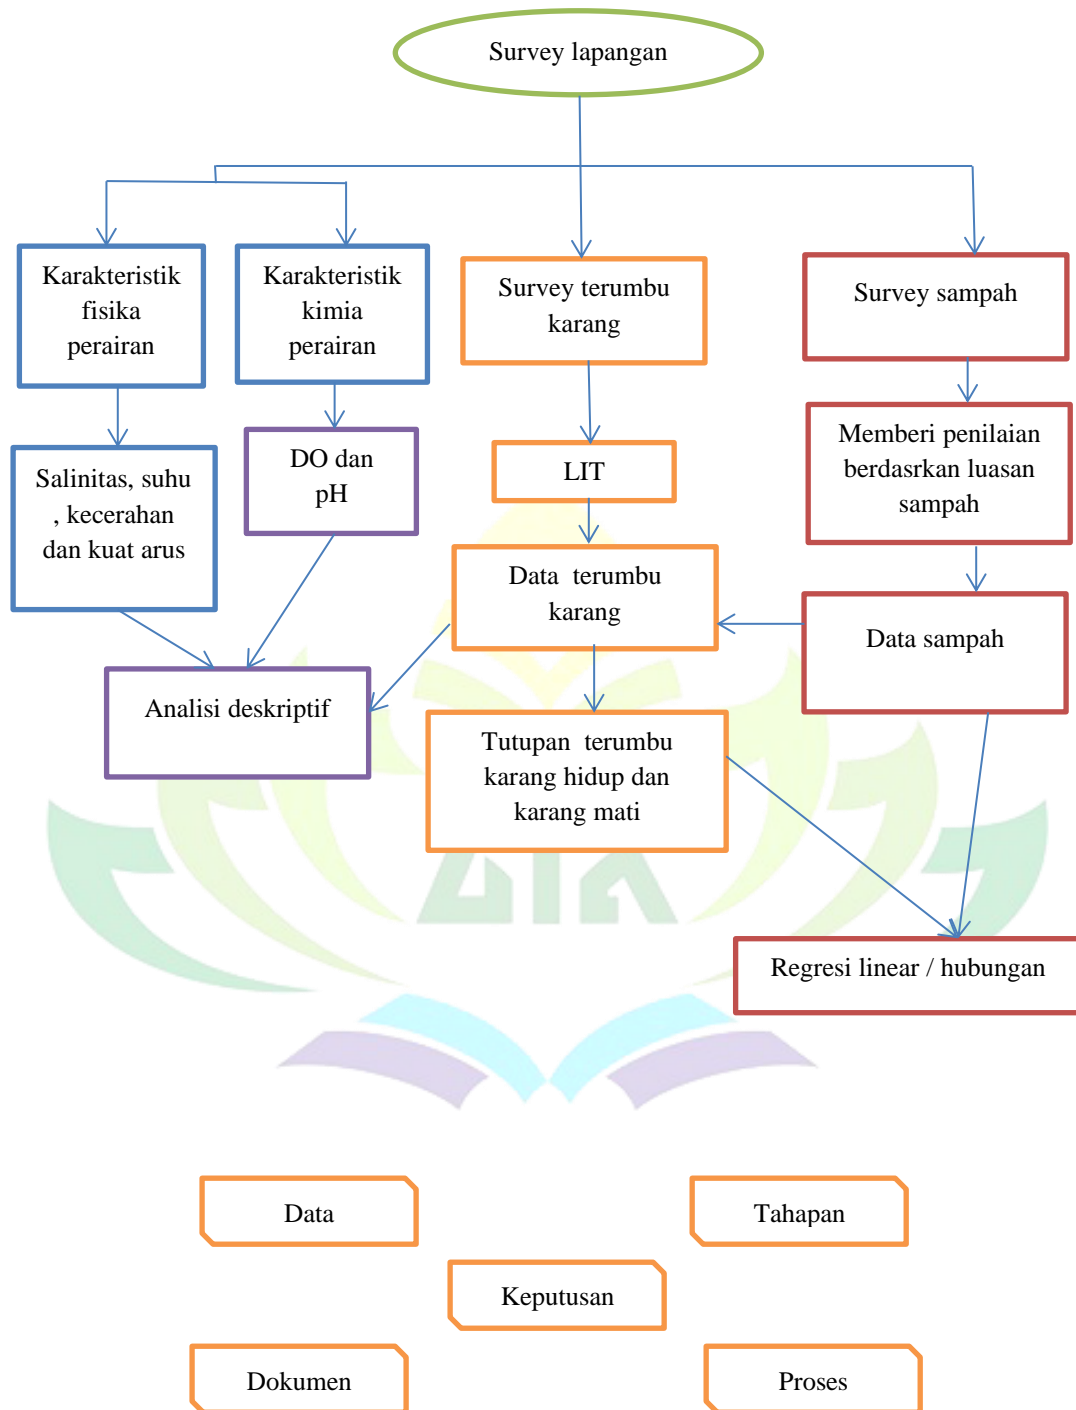 Survey lapangan
Karakteristik
fisika
perairan
Karakteristik
kimia
perairan
Survey terumbu
karang
Survey sampah
Salinitas, suhu
, kecerahan
dan kuat arus
DO dan
pH
LIT
Memberi penilaian
berdasrkan luasan
sampah
Data terumbu
karang
Data sampah
Analisi deskriptif
Tutupan terumbu
karang hidup dan
karang mati
Regresi linear / hubungan
Data
Tahapan
Keputusan
Dokumen
Proses